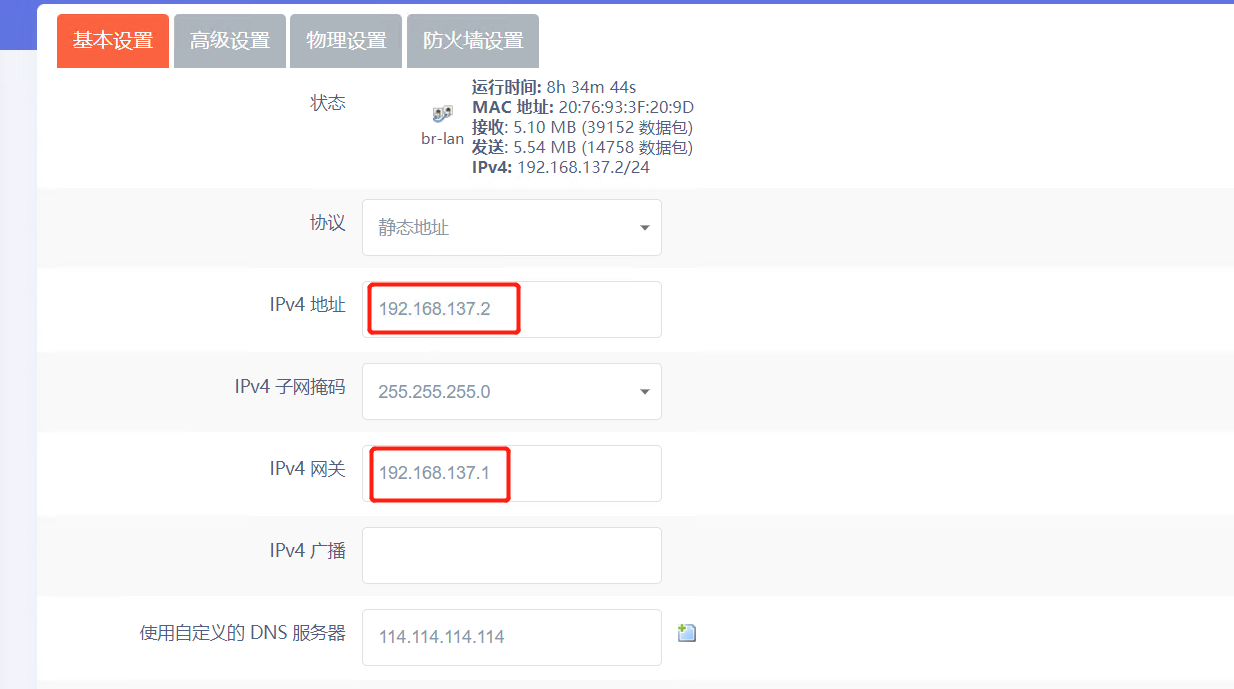 基本设置 高级设置 物理设置 防火墙设置
状态
br-lan
运行时间: 8h 34m 44s
MAC 地址: 20:76:93:3F:20:9D
接收: 5.10 MB (39152 数据包)
发送: 5.54 MB (14758 数据包)
IPv4: 192.168.137.2/24
协议 静态地址
IPv4 地址 192.168.137.2
IPv4 子网掩码 255.255.255.0
IPv4 网关 192.168.137.1
IPv4 广播
使用自定义的 DNS 服务器 114.114.114.114